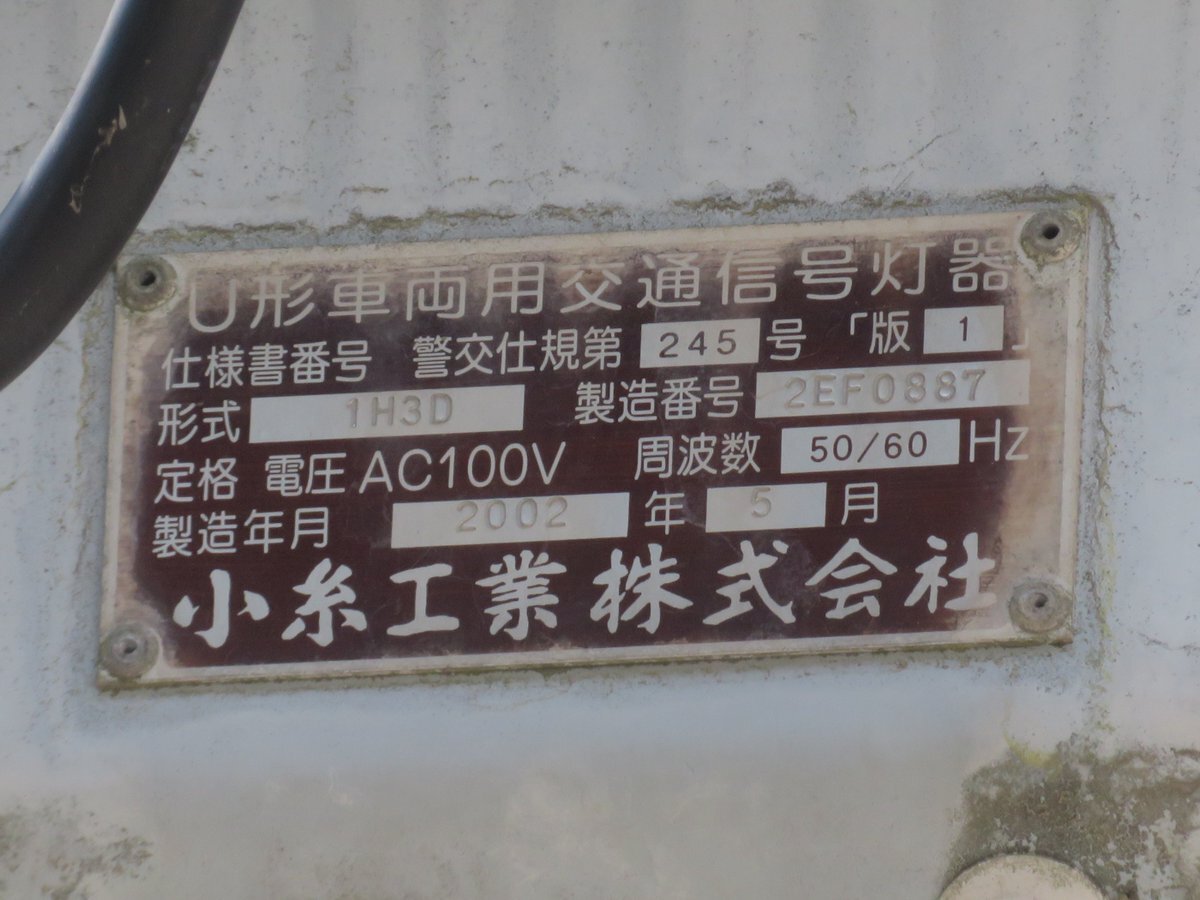 U形車両用交通信号灯器
仕様書番号 警交仕規第 245 号 「版 1 」
形式 1H3D 製造番号 2EF0887
定格 電圧 AC100V 周波数 50/60 Hz
製造年月 2002 年 5 月
小糸工業株式会社